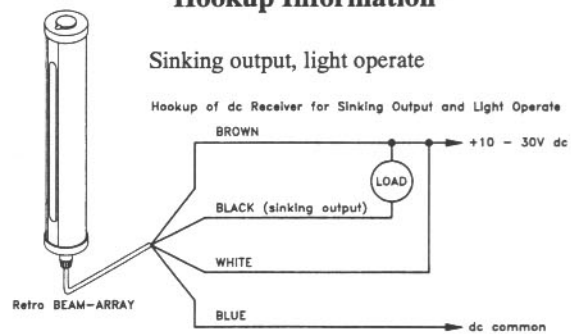 Hookup Information
Sinking output, light operate
Hookup of dc Receiver for Sinking Output and Light Operate
BROWN
+10 - 30V dc
LOAD
BLACK (sinking output)
WHITE
Retro BEAM-ARRAY
BLUE
dc common